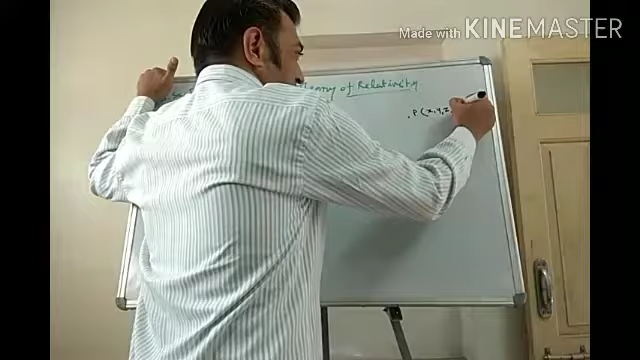 Made with KINEMASTER
Theory of Relativity
. P (x, y, z